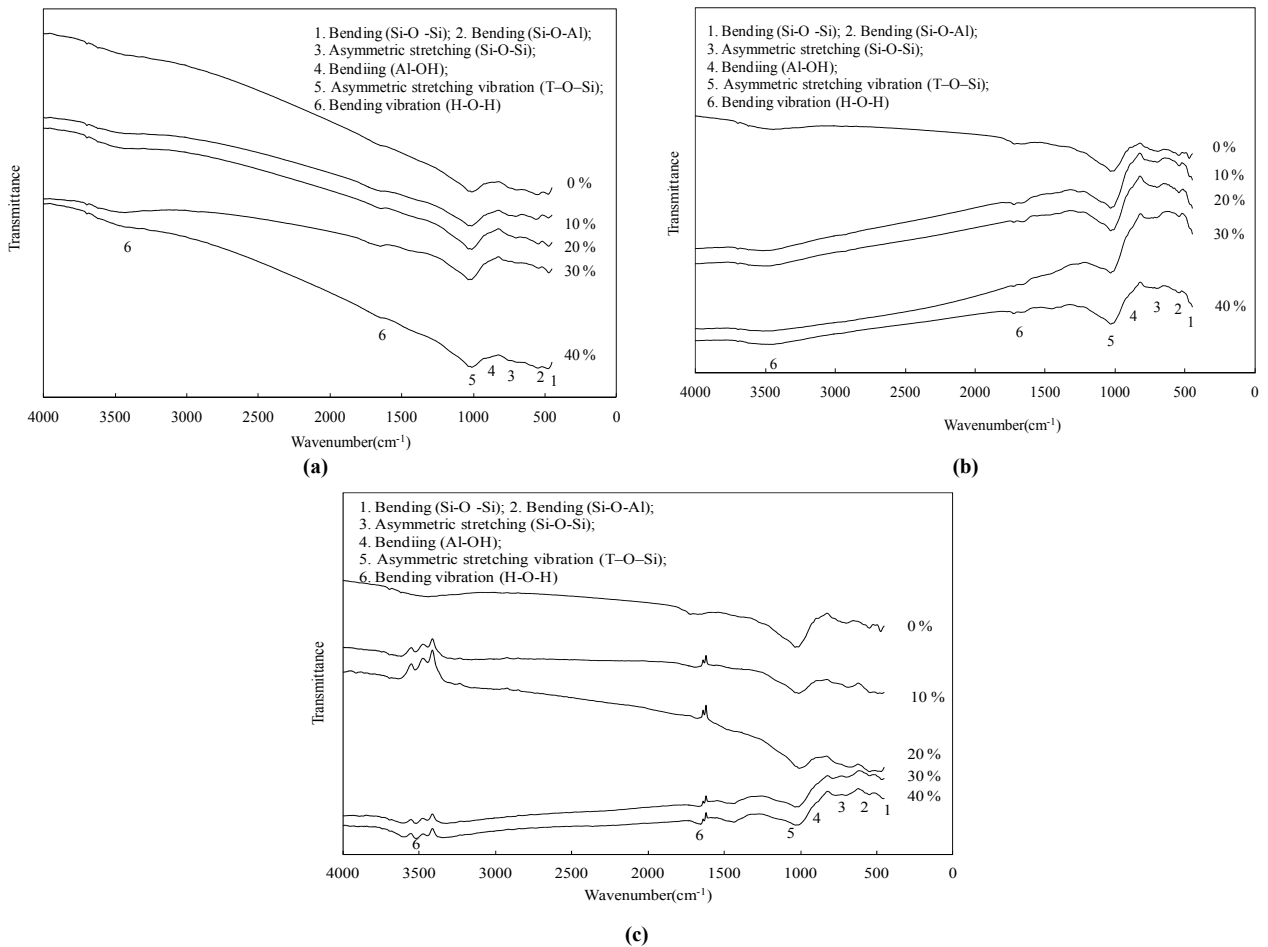 1. Bending (Si-O -Si); 2. Bending (Si-O-Al);
3. Asymmetric stretching (Si-O-Si);
4. Bendiing (Al-OH);
5. Asymmetric stretching vibration (T–O–Si);
6. Bending vibration (H-O-H)
Transmittance
0 %
10 %
20 %
30 %
40 %
6
6
5
4
3
2
1
4000 3500 3000 2500 2000 1500 1000 500 0
Wavenumber(cm-1)
(a)
1. Bending (Si-O -Si); 2. Bending (Si-O-Al);
3. Asymmetric stretching (Si-O-Si);
4. Bendiing (Al-OH);
5. Asymmetric stretching vibration (T–O–Si);
6. Bending vibration (H-O-H)
Transmittance
0 %
10 %
20 %
30 %
40 %
6
6
5
4
3
2
1
4000 3500 3000 2500 2000 1500 1000 500 0
Wavenumber(cm-1)
(b)
1. Bending (Si-O -Si); 2. Bending (Si-O-Al);
3. Asymmetric stretching (Si-O-Si);
4. Bendiing (Al-OH);
5. Asymmetric stretching vibration (T–O–Si);
6. Bending vibration (H-O-H)
Transmittance
0 %
10 %
20 %
30 %
40 %
6
6
5
4
3
2
1
4000 3500 3000 2500 2000 1500 1000 500 0
Wavenumber(cm-1)
(c)